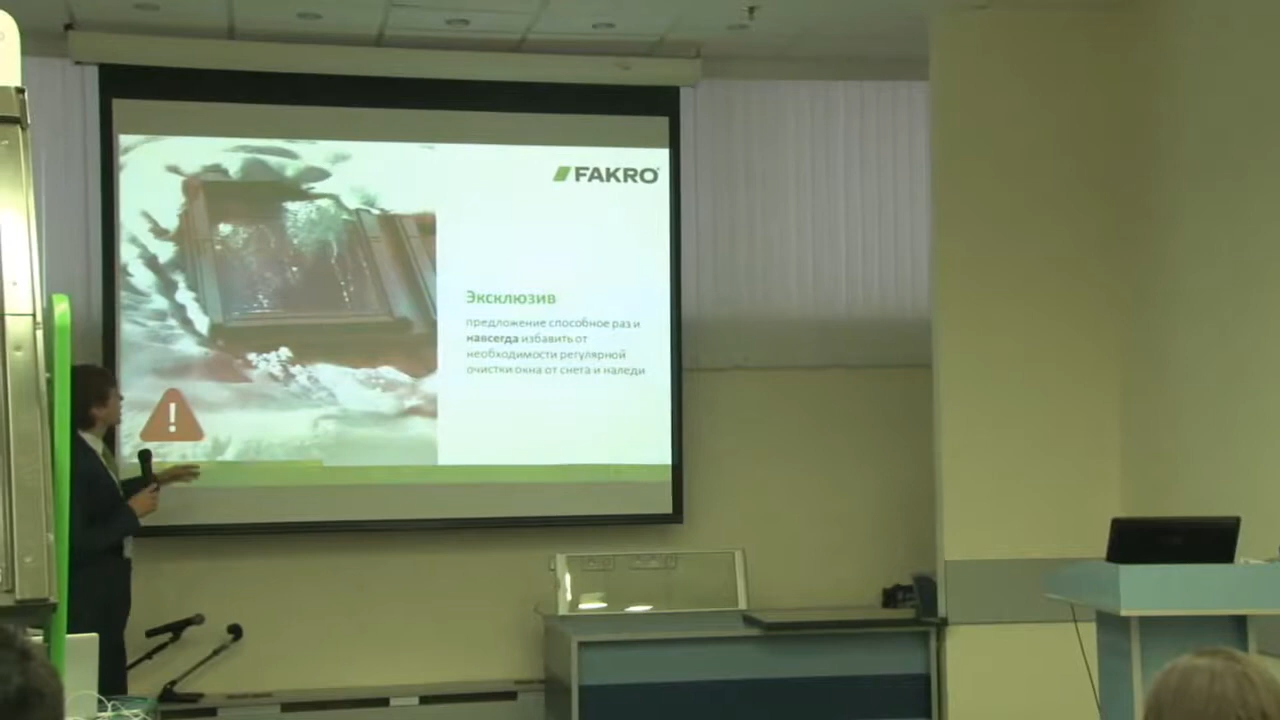 FAKRO
Эксклюзив
предложение способное раз и
навсегда избавить от
необходимости регулярной
очистки окна от снега и наледи
!